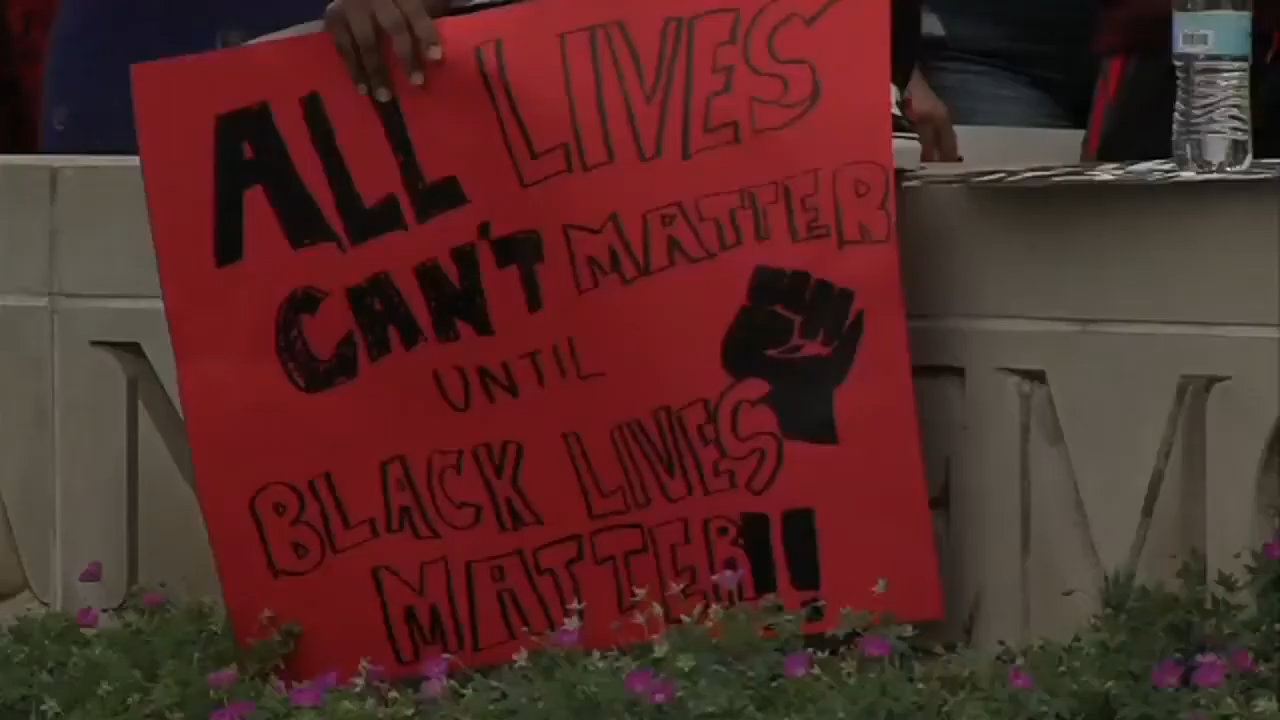 ALL LIVES
CAN'T MATTER
UNTIL
BLACK LIVES
MATTER!!